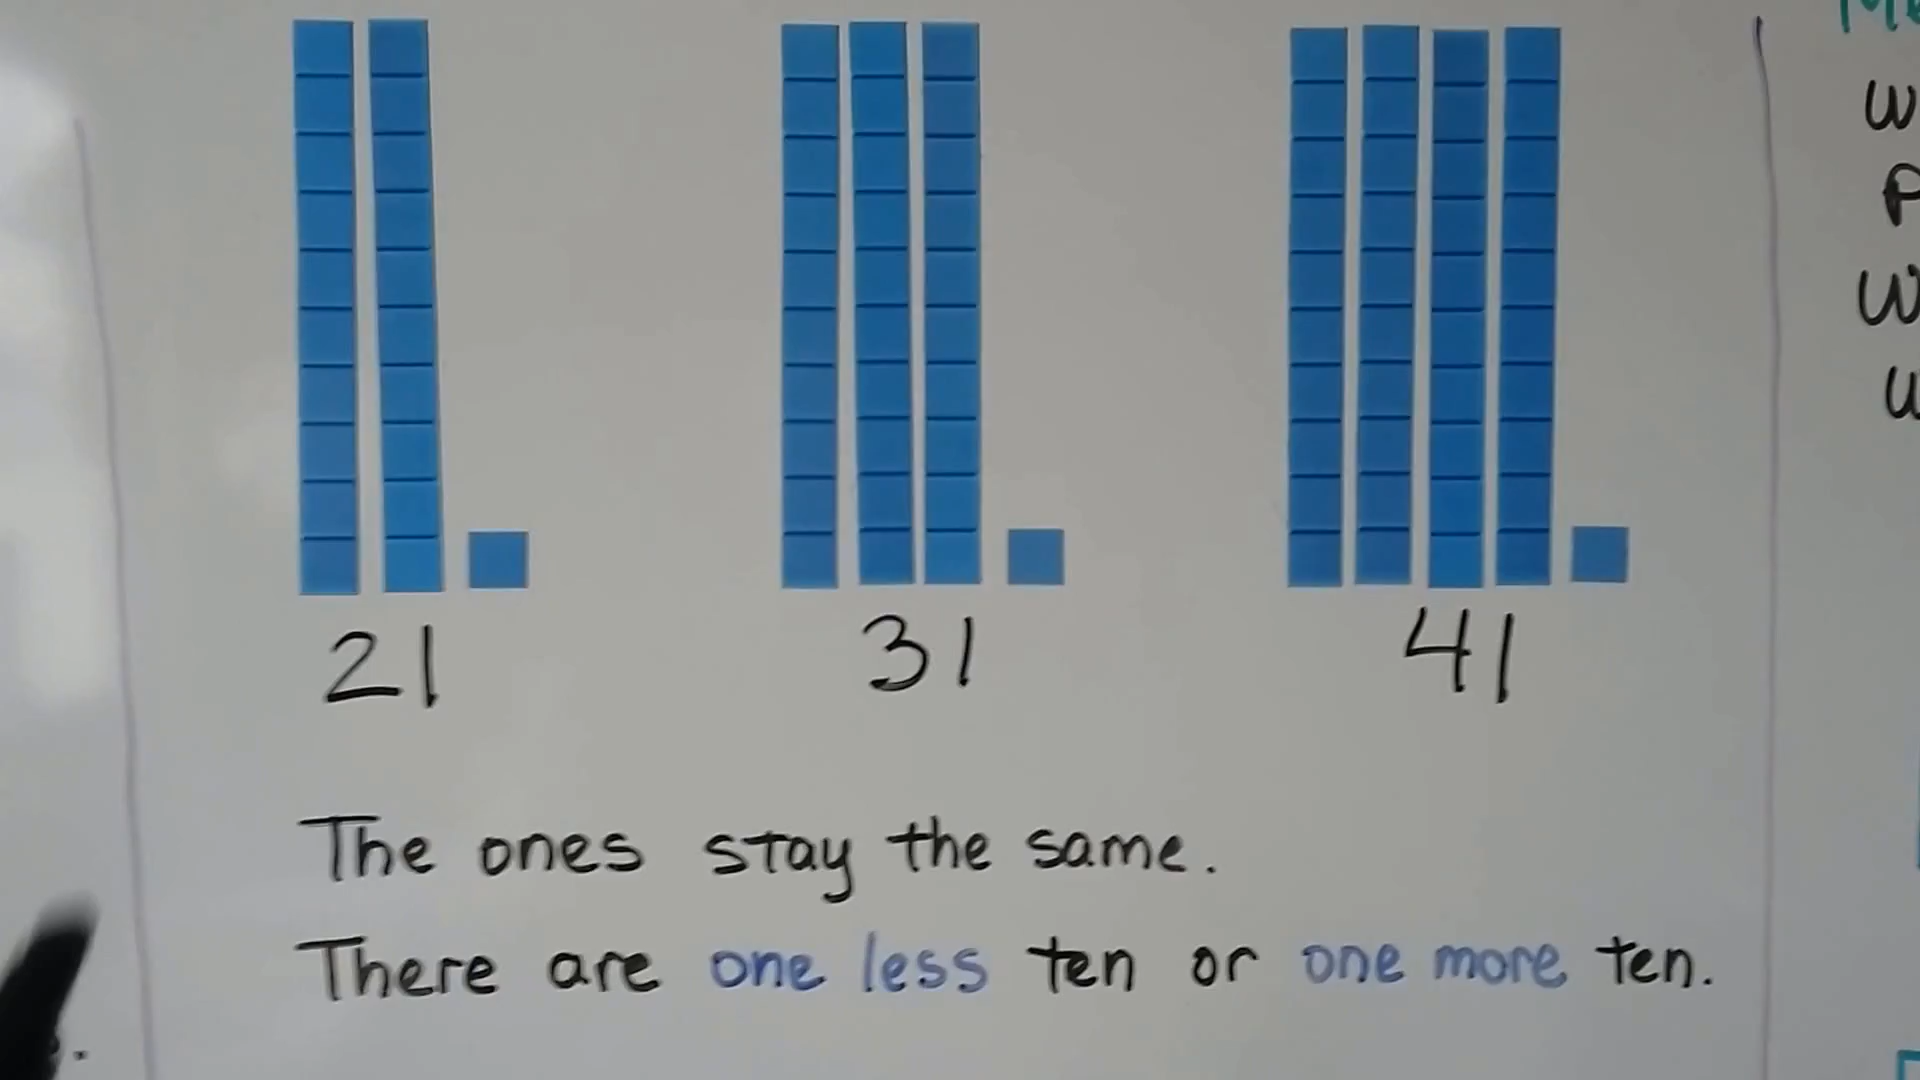 21 31 41
The ones stay the same.
There are one less ten or one more ten.